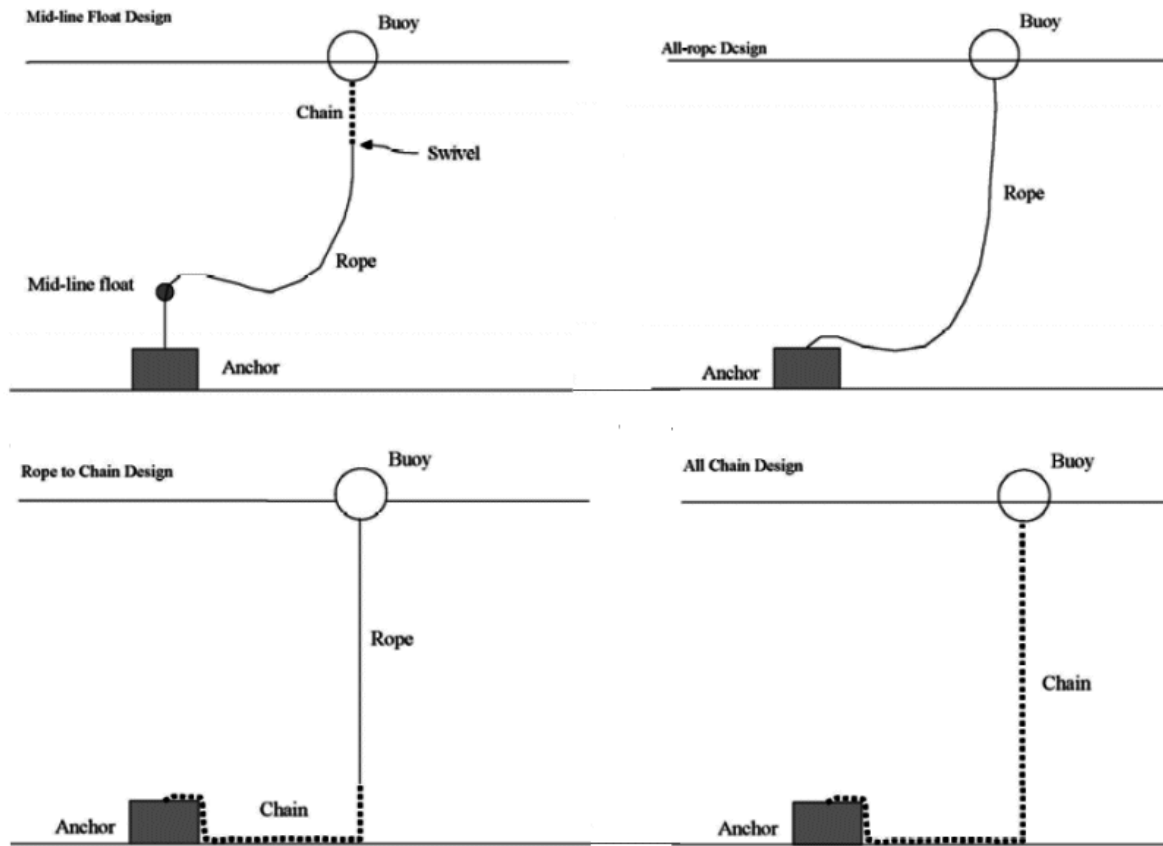 Mid-line Float Design
Buoy
Chain
Swivel
Rope
Mid-line float
Anchor
All-rope Design
Buoy
Rope
Anchor
Rope to Chain Design
Buoy
Rope
Chain
Anchor
All Chain Design
Buoy
Chain
Anchor